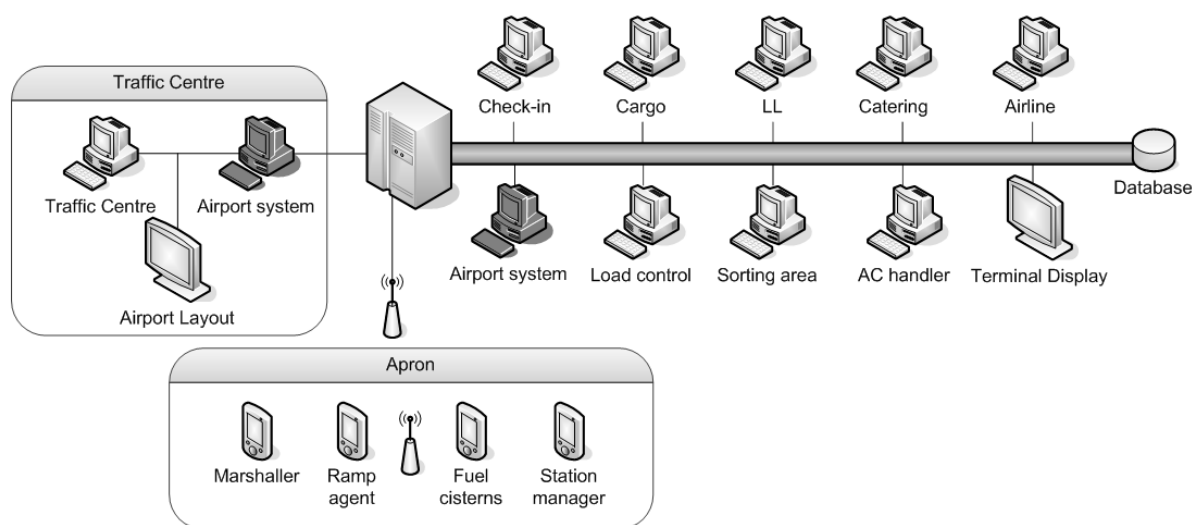 Traffic Centre
Traffic Centre
Airport system
Airport Layout
Check-in
Cargo
LL
Catering
Airline
Database
Airport system
Load control
Sorting area
AC handler
Terminal Display
Apron
Marshaller
Ramp
agent
Fuel
cisterns
Station
manager